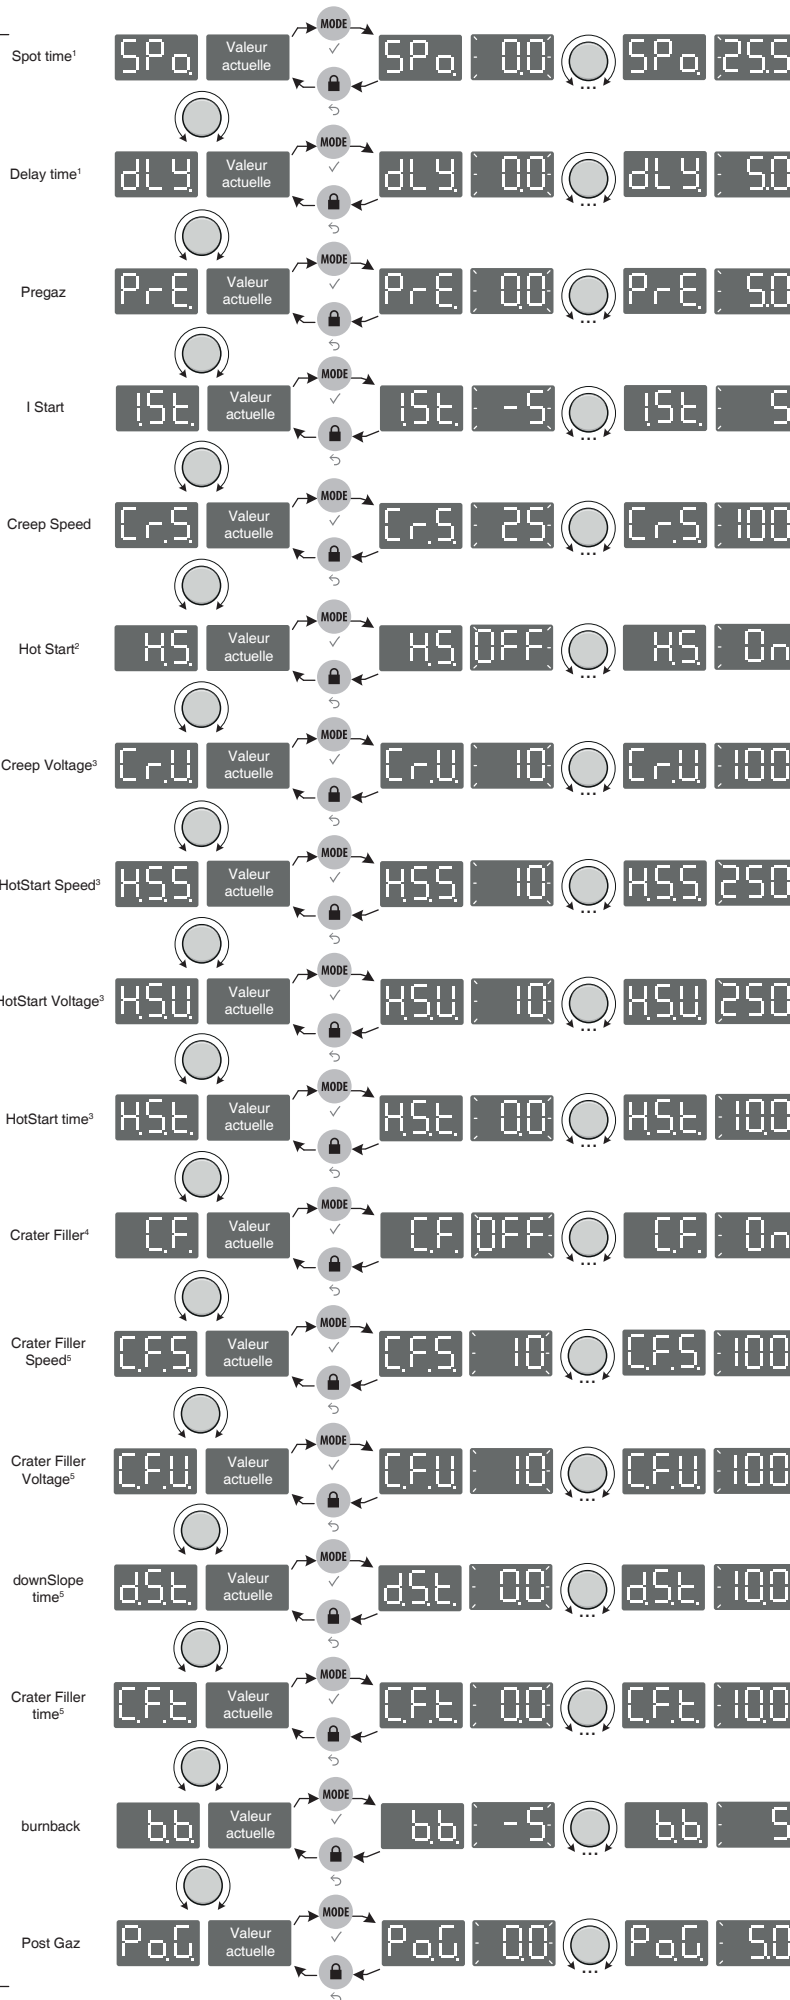 Spot time¹ SPo. Valeur actuelle MODE SPo. 0.0 ... SPo. 25.5
Delay time¹ dLY. Valeur actuelle MODE dLY. 0.0 ... dLY. 5.0
Pregaz PrE. Valeur actuelle MODE PrE. 0.0 ... PrE. 5.0
I Start I.St. Valeur actuelle MODE I.St. -5 ... I.St. 5
Creep Speed Cr.S. Valeur actuelle MODE Cr.S. 25 ... Cr.S. 100
Hot Start² H.S. Valeur actuelle MODE H.S. OFF ... H.S. On
Creep Voltage³ Cr.U. Valeur actuelle MODE Cr.U. 10 ... Cr.U. 100
HotStart Speed³ H.S.S. Valeur actuelle MODE H.S.S. 10 ... H.S.S. 250
HotStart Voltage³ H.S.U. Valeur actuelle MODE H.S.U. 10 ... H.S.U. 250
HotStart time³ H.S.t. Valeur actuelle MODE H.S.t. 0.0 ... H.S.t. 10.0
Crater Filler⁴ C.F. Valeur actuelle MODE C.F. OFF ... C.F. On
Crater Filler Speed⁵ C.F.S. Valeur actuelle MODE C.F.S. 10 ... C.F.S. 100
Crater Filler Voltage⁵ C.F.U. Valeur actuelle MODE C.F.U. 10 ... C.F.U. 100
downSlope time⁵ d.S.t. Valeur actuelle MODE d.S.t. 0.0 ... d.S.t. 10.0
Crater Filler time⁵ C.F.t. Valeur actuelle MODE C.F.t. 0.0 ... C.F.t. 10.0
burnback b.b. Valeur actuelle MODE b.b. -5 ... b.b. 5
Post Gaz Po.G. Valeur actuelle MODE Po.G. 0.0 ... Po.G. 5.0